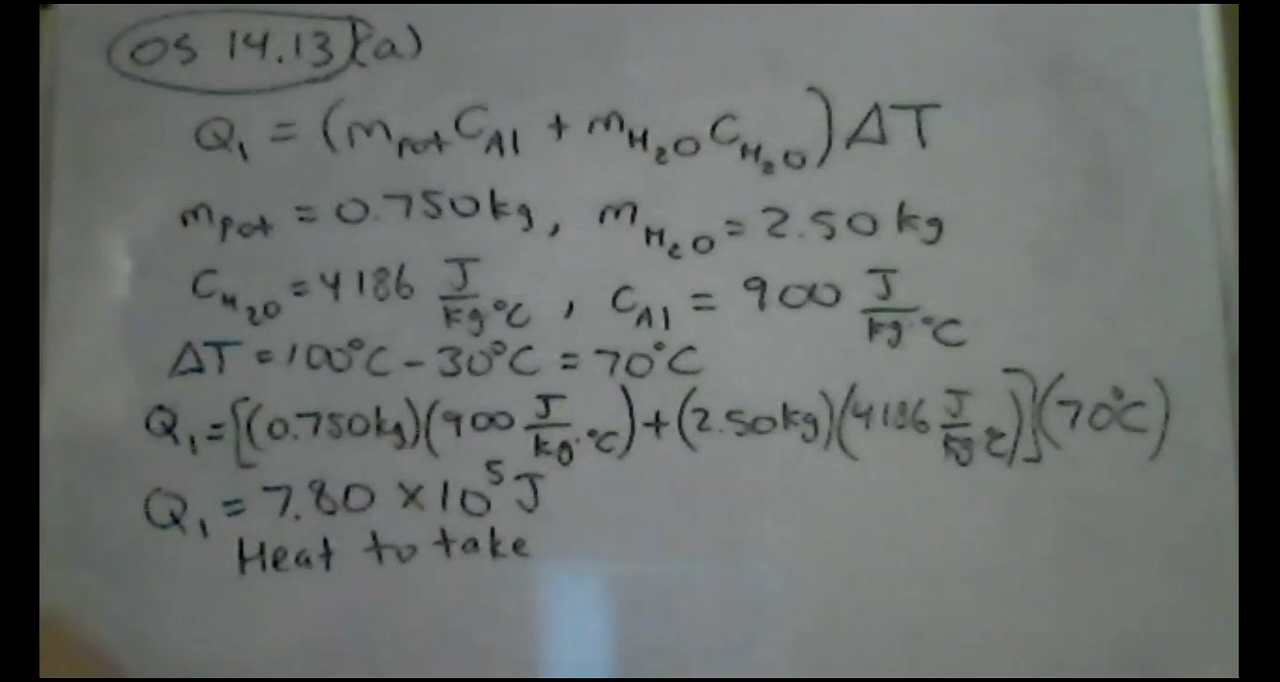 OS 14.13 (a)
Q₁ = (m_pot C_Al + m_H₂O C_H₂O) ΔT
m_pot = 0.750 kg, m_H₂O = 2.50 kg
C_H₂O = 4186 J/kg·°C, C_Al = 900 J/kg·°C
ΔT = 100°C - 30°C = 70°C
Q₁ = [(0.750 kg)(900 J/kg·°C) + (2.50 kg)(4186 J/kg °C)](70°C)
Q₁ = 7.80 × 10⁵ J
Heat to take